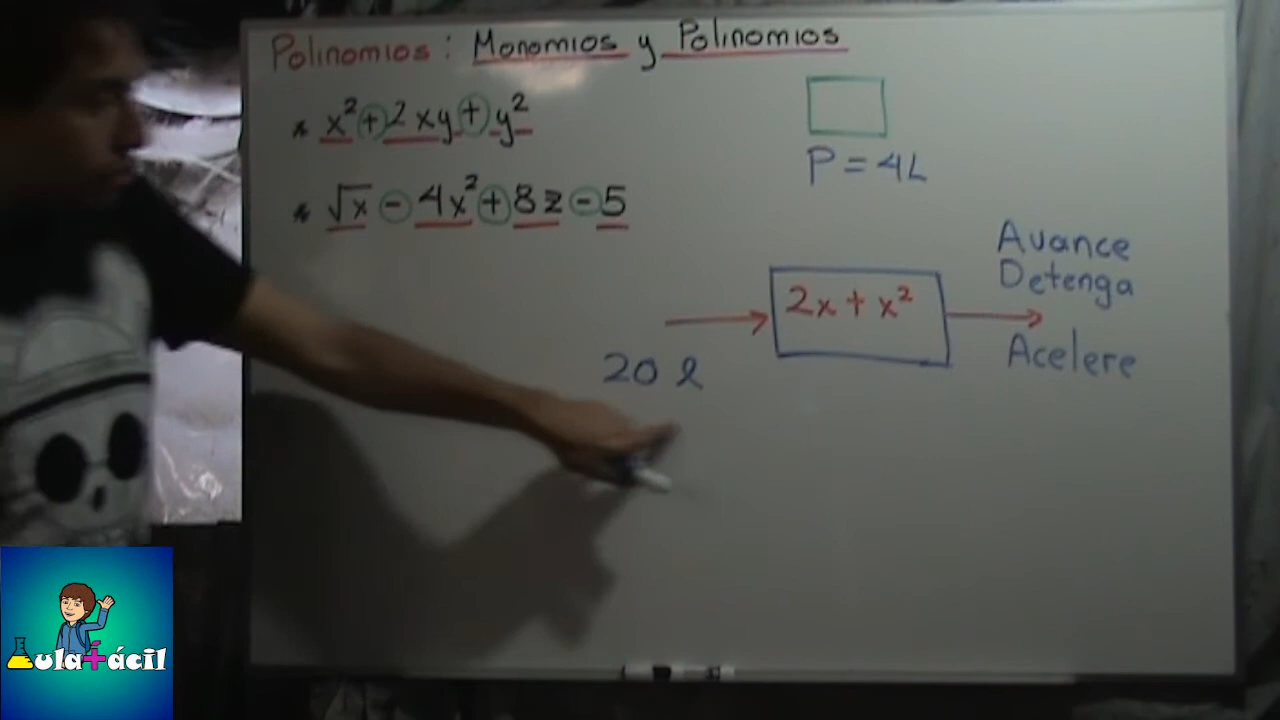 Polinomios: Monomios y Polinomios
* x² + 2xy + y²
* √x - 4x² + 8z - 5
P = 4L
Avance
Detenga
2x + x²
Acelere
20 l
Aula+ácil